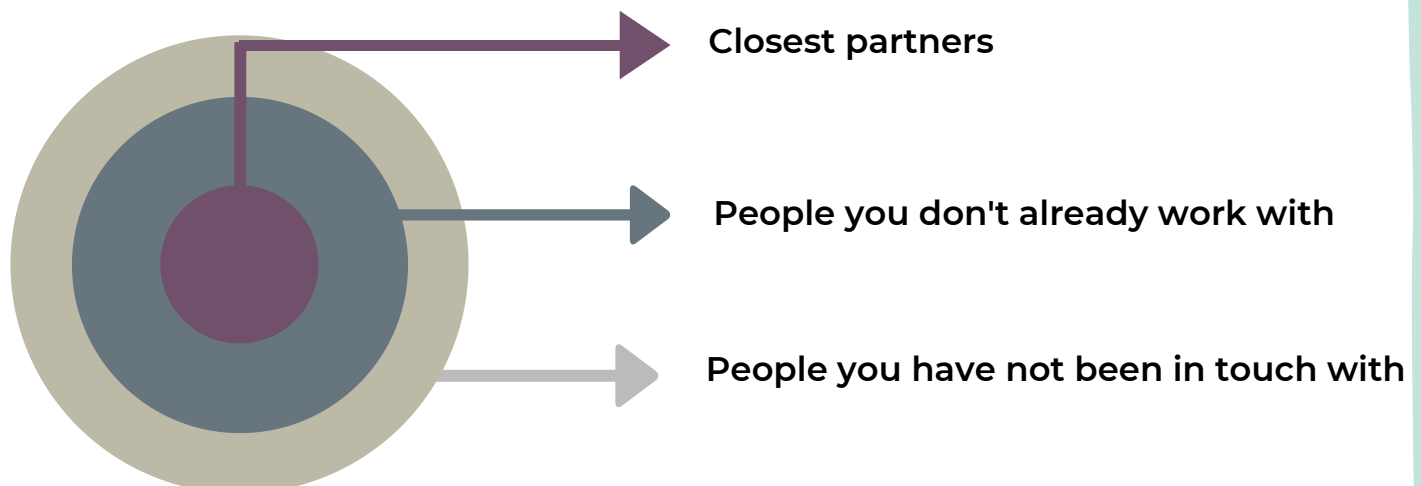 Closest partners
People you don't already work with
People you have not been in touch with